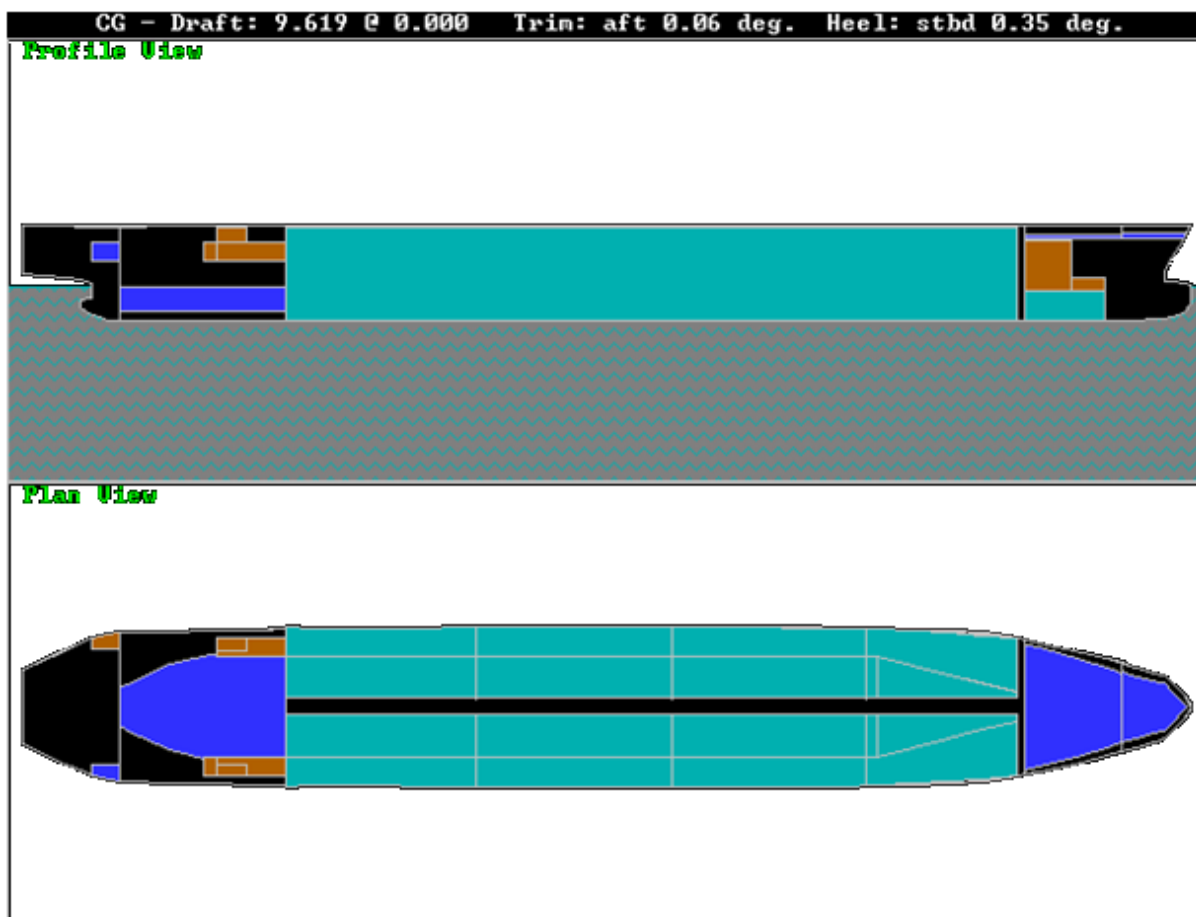 CG - Draft: 9.619 @ 0.000 Trim: aft 0.06 deg. Heel: stbd 0.35 deg.
Profile View
Plan View